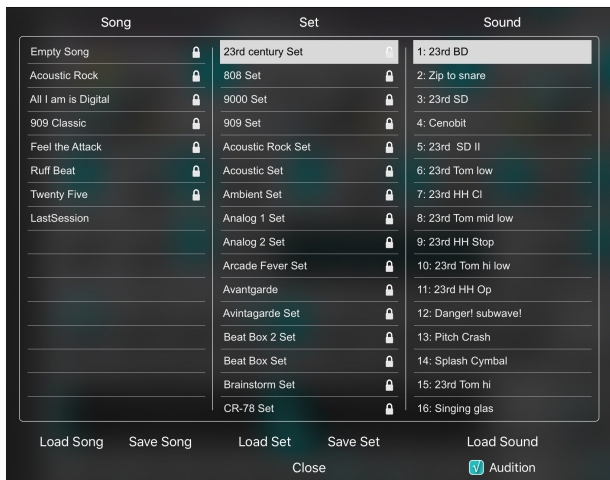 Song Set Sound
Empty Song 23rd century Set 1: 23rd BD
Acoustic Rock 808 Set 2: Zip to snare
All I am is Digital 9000 Set 3: 23rd SD
909 Classic 909 Set 4: Cenobit
Feel the Attack Acoustic Rock Set 5: 23rd SD II
Ruff Beat Acoustic Set 6: 23rd Tom low
Twenty Five Ambient Set 7: 23rd HH Cl
LastSession Analog 1 Set 8: 23rd Tom mid low
Analog 2 Set 9: 23rd HH Stop
Arcade Fever Set 10: 23rd Tom hi low
Avantgarde 11: 23rd HH Op
Avintagarde Set 12: Danger! subwave!
Beat Box 2 Set 13: Pitch Crash
Beat Box Set 14: Splash Cymbal
Brainstorm Set 15: 23rd Tom hi
CR-78 Set 16: Singing glas
Load Song Save Song Load Set Save Set Load Sound
Close Audition